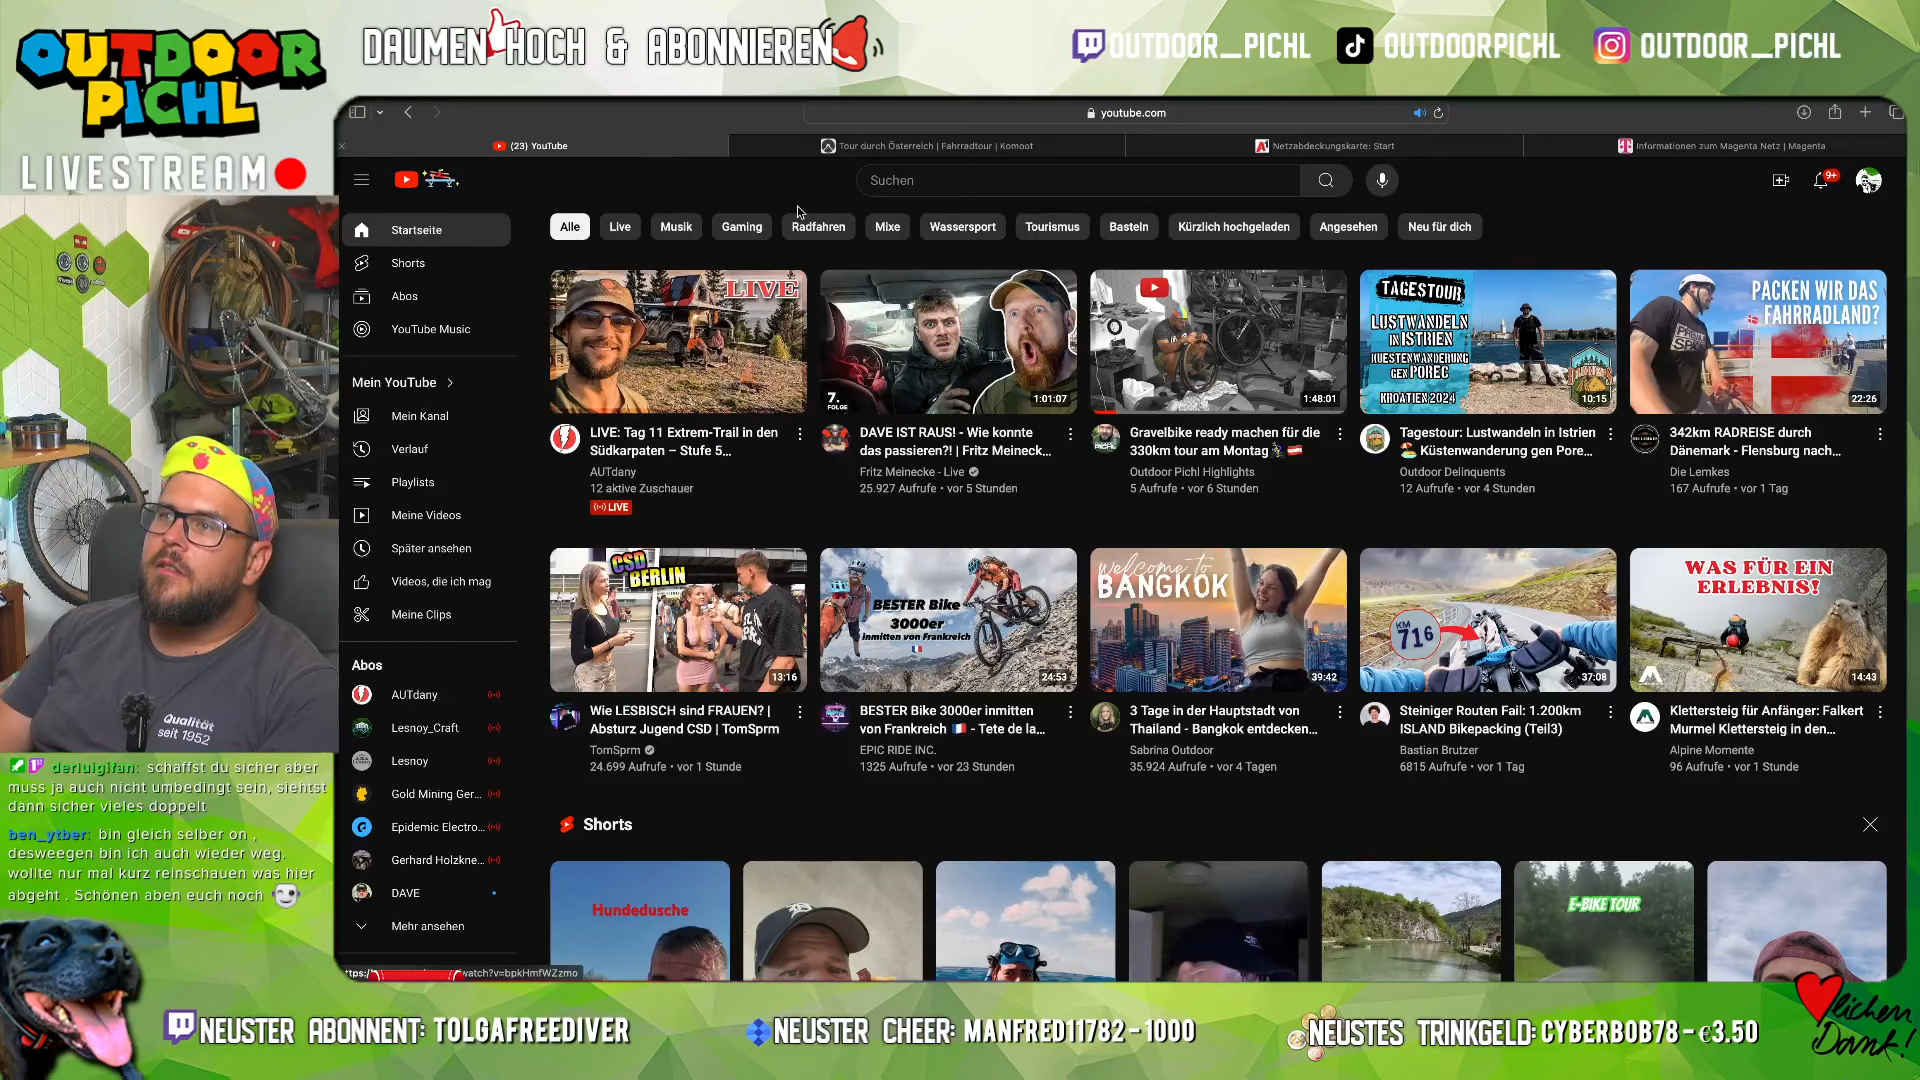 OUTDOOR
PICHL
LIVESTREAM
DAUMEN HOCH & ABONNIEREN
OUTDOOR_PICHL
OUTDOORPICHL
OUTDOOR_PICHL
youtube.com
(23) YouTube
Tour durch Österreich | Fahrradtour | Komoot
Netzabdeckungskarte: Start
Informationen zum Magenta Netz | Magenta
Suchen
9+
Startseite
Shorts
Abos
YouTube Music
Mein YouTube
Mein Kanal
Verlauf
Playlists
Meine Videos
Später ansehen
Videos, die ich mag
Meine Clips
Abos
AUTdany
Lesnoy_Craft
Lesnoy
Gold Mining Ger...
Epidemic Electro...
Gerhard Holzkne...
DAVE
Mehr ansehen
Alle
Live
Musik
Gaming
Radfahren
Mixe
Wassersport
Tourismus
Basteln
Kürzlich hochgeladen
Angesehen
Neu für dich
LIVE
LIVE: Tag 11 Extrem-Trail in den
Südkarpaten – Stufe 5...
AUTdany
12 aktive Zuschauer
LIVE
7.
FOLGE
1:01:07
DAVE IST RAUS! - Wie konnte
das passieren?! | Fritz Meineck...
Fritz Meinecke - Live
25.927 Aufrufe • vor 5 Stunden
1:48:01
Gravelbike ready machen für die
330km tour am Montag
Outdoor Pichl Highlights
5 Aufrufe • vor 6 Stunden
TAGESTOUR
LUSTWANDELN
IN ISTRIEN
KUESTENWANDERUNG
GEN POREC
KROATIEN 2024
10:15
Tagestour: Lustwandeln in Istrien
Küstenwanderung gen Pore...
Outdoor Delinquents
12 Aufrufe • vor 4 Stunden
PACKEN WIR DAS
FAHRRADLAND?
22:26
342km RADREISE durch
Dänemark - Flensburg nach...
Die Lemkes
167 Aufrufe • vor 1 Tag
CSD
BERLIN
13:16
Wie LESBISCH sind FRAUEN? |
Absturz Jugend CSD | TomSprm
TomSprm
24.699 Aufrufe • vor 1 Stunde
BESTER Bike
3000er
inmitten von Frankreich
24:53
BESTER Bike 3000er inmitten
von Frankreich - Tete de la...
EPIC RIDE INC.
1325 Aufrufe • vor 23 Stunden
welcome to
BANGKOK
39:42
3 Tage in der Hauptstadt von
Thailand - Bangkok entdecken...
Sabrina Outdoor
35.924 Aufrufe • vor 4 Tagen
KM
716
37:08
Steiniger Routen Fail: 1.200km
ISLAND Bikepacking (Teil3)
Bastian Brutzer
6815 Aufrufe • vor 1 Tag
WAS FÜR EIN
ERLEBNIS!
14:43
Klettersteig für Anfänger: Falkert
Murmel Klettersteig in den...
Alpine Momente
96 Aufrufe • vor 1 Stunde
Shorts
Hundedusche
E-BIKE TOUR
watch?v=bpkHmfWZzmo
Qualität
seit 1952
derluigifan: schaffst du sicher aber
muss ja auch nicht umbedingt sein, siehtst
dann sicher vieles doppelt
ben_ytber: bin gleich selber on ,
desweegen bin ich auch wieder weg.
wollte nur mal kurz reinschauen was hier
abgeht . Schönen aben euch noch
NEUSTER ABONNENT: TOLGAFREEDIVER
NEUSTER CHEER: MANFRED11782 - 1000
NEUSTES TRINKGELD: CYBERBOB78 - €3.50
lichen
Dank!